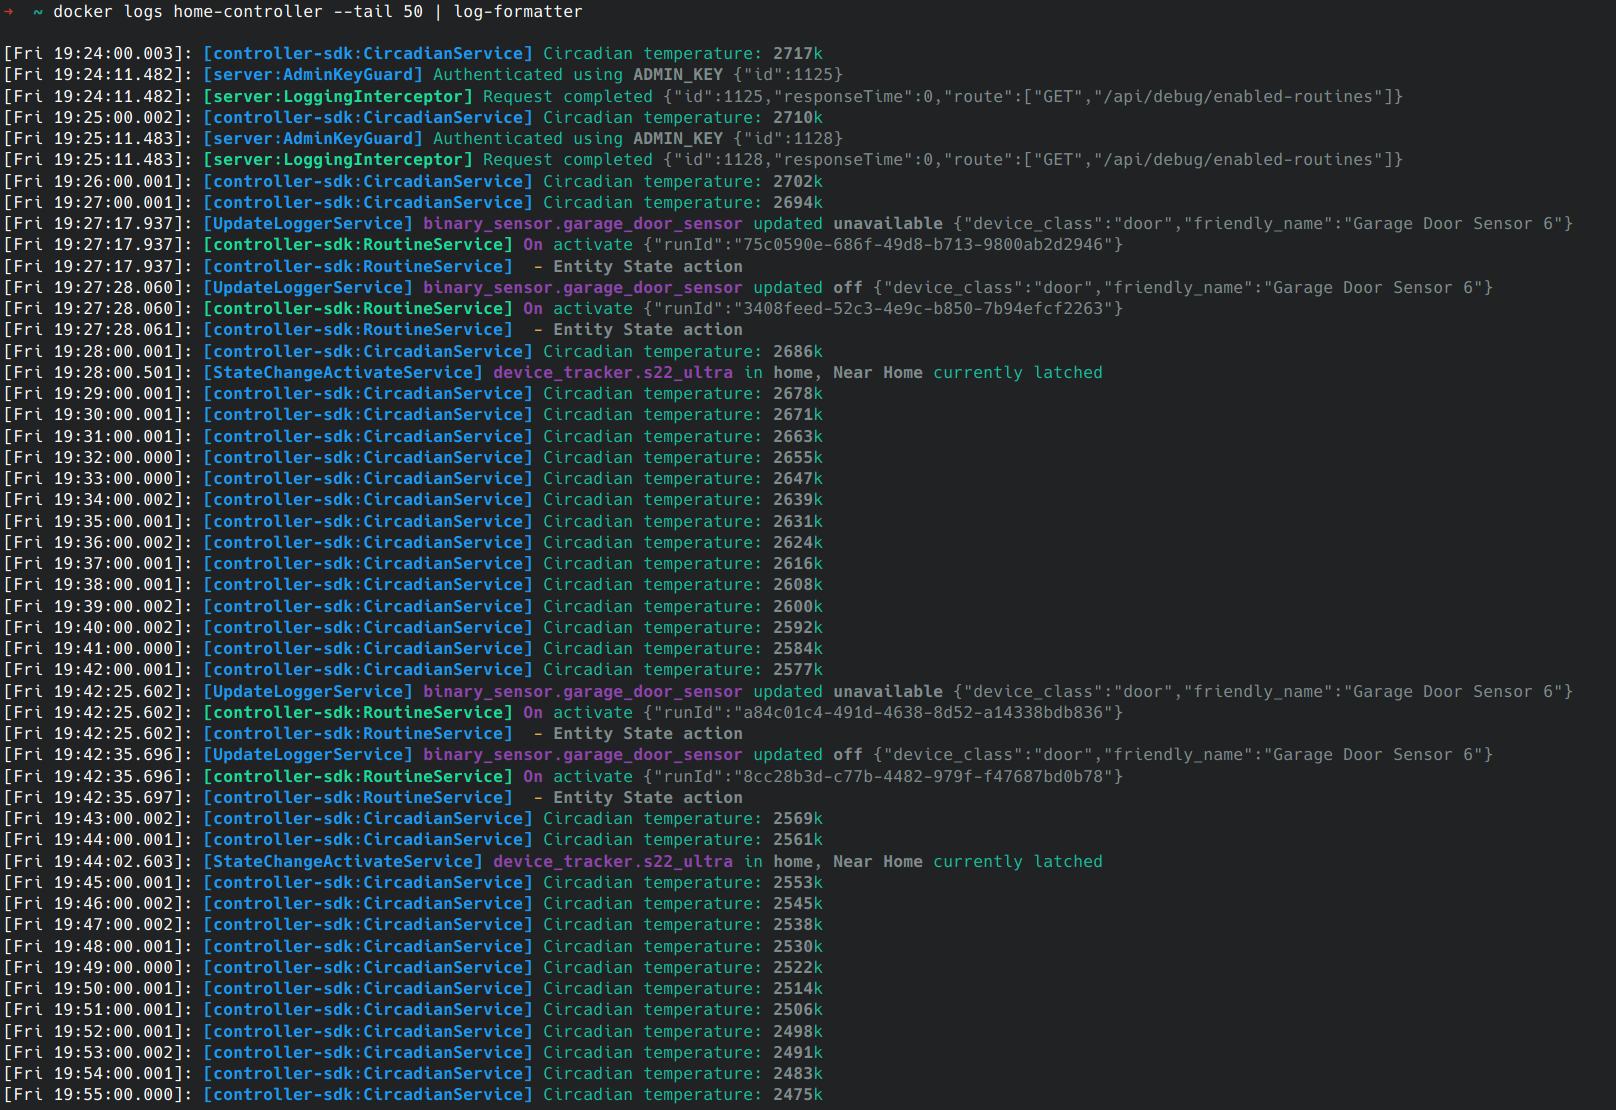 → ~ docker logs home-controller --tail 50 | log-formatter
[Fri 19:24:00.003]: [controller-sdk:CircadianService] Circadian temperature: 2717k
[Fri 19:24:11.482]: [server:AdminKeyGuard] Authenticated using ADMIN_KEY {"id":1125}
[Fri 19:24:11.482]: [server:LoggingInterceptor] Request completed {"id":1125,"responseTime":0,"route":["GET","/api/debug/enabled-routines"]}
[Fri 19:25:00.002]: [controller-sdk:CircadianService] Circadian temperature: 2710k
[Fri 19:25:11.483]: [server:AdminKeyGuard] Authenticated using ADMIN_KEY {"id":1128}
[Fri 19:25:11.483]: [server:LoggingInterceptor] Request completed {"id":1128,"responseTime":0,"route":["GET","/api/debug/enabled-routines"]}
[Fri 19:26:00.001]: [controller-sdk:CircadianService] Circadian temperature: 2702k
[Fri 19:27:00.001]: [controller-sdk:CircadianService] Circadian temperature: 2694k
[Fri 19:27:17.937]: [UpdateLoggerService] binary_sensor.garage_door_sensor updated unavailable {"device_class":"door","friendly_name":"Garage Door Sensor 6"}
[Fri 19:27:17.937]: [controller-sdk:RoutineService] On activate {"runId":"75c0590e-686f-49d8-b713-9800ab2d2946"}
[Fri 19:27:17.937]: [controller-sdk:RoutineService]  - Entity State action
[Fri 19:27:28.060]: [UpdateLoggerService] binary_sensor.garage_door_sensor updated off {"device_class":"door","friendly_name":"Garage Door Sensor 6"}
[Fri 19:27:28.060]: [controller-sdk:RoutineService] On activate {"runId":"3408feed-52c3-4e9c-b850-7b94efcf2263"}
[Fri 19:27:28.061]: [controller-sdk:RoutineService]  - Entity State action
[Fri 19:28:00.001]: [controller-sdk:CircadianService] Circadian temperature: 2686k
[Fri 19:28:00.501]: [StateChangeActivateService] device_tracker.s22_ultra in home, Near Home currently latched
[Fri 19:29:00.001]: [controller-sdk:CircadianService] Circadian temperature: 2678k
[Fri 19:30:00.001]: [controller-sdk:CircadianService] Circadian temperature: 2671k
[Fri 19:31:00.001]: [controller-sdk:CircadianService] Circadian temperature: 2663k
[Fri 19:32:00.000]: [controller-sdk:CircadianService] Circadian temperature: 2655k
[Fri 19:33:00.000]: [controller-sdk:CircadianService] Circadian temperature: 2647k
[Fri 19:34:00.002]: [controller-sdk:CircadianService] Circadian temperature: 2639k
[Fri 19:35:00.001]: [controller-sdk:CircadianService] Circadian temperature: 2631k
[Fri 19:36:00.002]: [controller-sdk:CircadianService] Circadian temperature: 2624k
[Fri 19:37:00.001]: [controller-sdk:CircadianService] Circadian temperature: 2616k
[Fri 19:38:00.001]: [controller-sdk:CircadianService] Circadian temperature: 2608k
[Fri 19:39:00.002]: [controller-sdk:CircadianService] Circadian temperature: 2600k
[Fri 19:40:00.002]: [controller-sdk:CircadianService] Circadian temperature: 2592k
[Fri 19:41:00.000]: [controller-sdk:CircadianService] Circadian temperature: 2584k
[Fri 19:42:00.001]: [controller-sdk:CircadianService] Circadian temperature: 2577k
[Fri 19:42:25.602]: [UpdateLoggerService] binary_sensor.garage_door_sensor updated unavailable {"device_class":"door","friendly_name":"Garage Door Sensor 6"}
[Fri 19:42:25.602]: [controller-sdk:RoutineService] On activate {"runId":"a84c01c4-491d-4638-8d52-a14338bdb836"}
[Fri 19:42:25.602]: [controller-sdk:RoutineService]  - Entity State action
[Fri 19:42:35.696]: [UpdateLoggerService] binary_sensor.garage_door_sensor updated off {"device_class":"door","friendly_name":"Garage Door Sensor 6"}
[Fri 19:42:35.696]: [controller-sdk:RoutineService] On activate {"runId":"8cc28b3d-c77b-4482-979f-f47687bd0b78"}
[Fri 19:42:35.697]: [controller-sdk:RoutineService]  - Entity State action
[Fri 19:43:00.002]: [controller-sdk:CircadianService] Circadian temperature: 2569k
[Fri 19:44:00.001]: [controller-sdk:CircadianService] Circadian temperature: 2561k
[Fri 19:44:02.603]: [StateChangeActivateService] device_tracker.s22_ultra in home, Near Home currently latched
[Fri 19:45:00.001]: [controller-sdk:CircadianService] Circadian temperature: 2553k
[Fri 19:46:00.002]: [controller-sdk:CircadianService] Circadian temperature: 2545k
[Fri 19:47:00.002]: [controller-sdk:CircadianService] Circadian temperature: 2538k
[Fri 19:48:00.001]: [controller-sdk:CircadianService] Circadian temperature: 2530k
[Fri 19:49:00.000]: [controller-sdk:CircadianService] Circadian temperature: 2522k
[Fri 19:50:00.001]: [controller-sdk:CircadianService] Circadian temperature: 2514k
[Fri 19:51:00.001]: [controller-sdk:CircadianService] Circadian temperature: 2506k
[Fri 19:52:00.001]: [controller-sdk:CircadianService] Circadian temperature: 2498k
[Fri 19:53:00.002]: [controller-sdk:CircadianService] Circadian temperature: 2491k
[Fri 19:54:00.001]: [controller-sdk:CircadianService] Circadian temperature: 2483k
[Fri 19:55:00.000]: [controller-sdk:CircadianService] Circadian temperature: 2475k